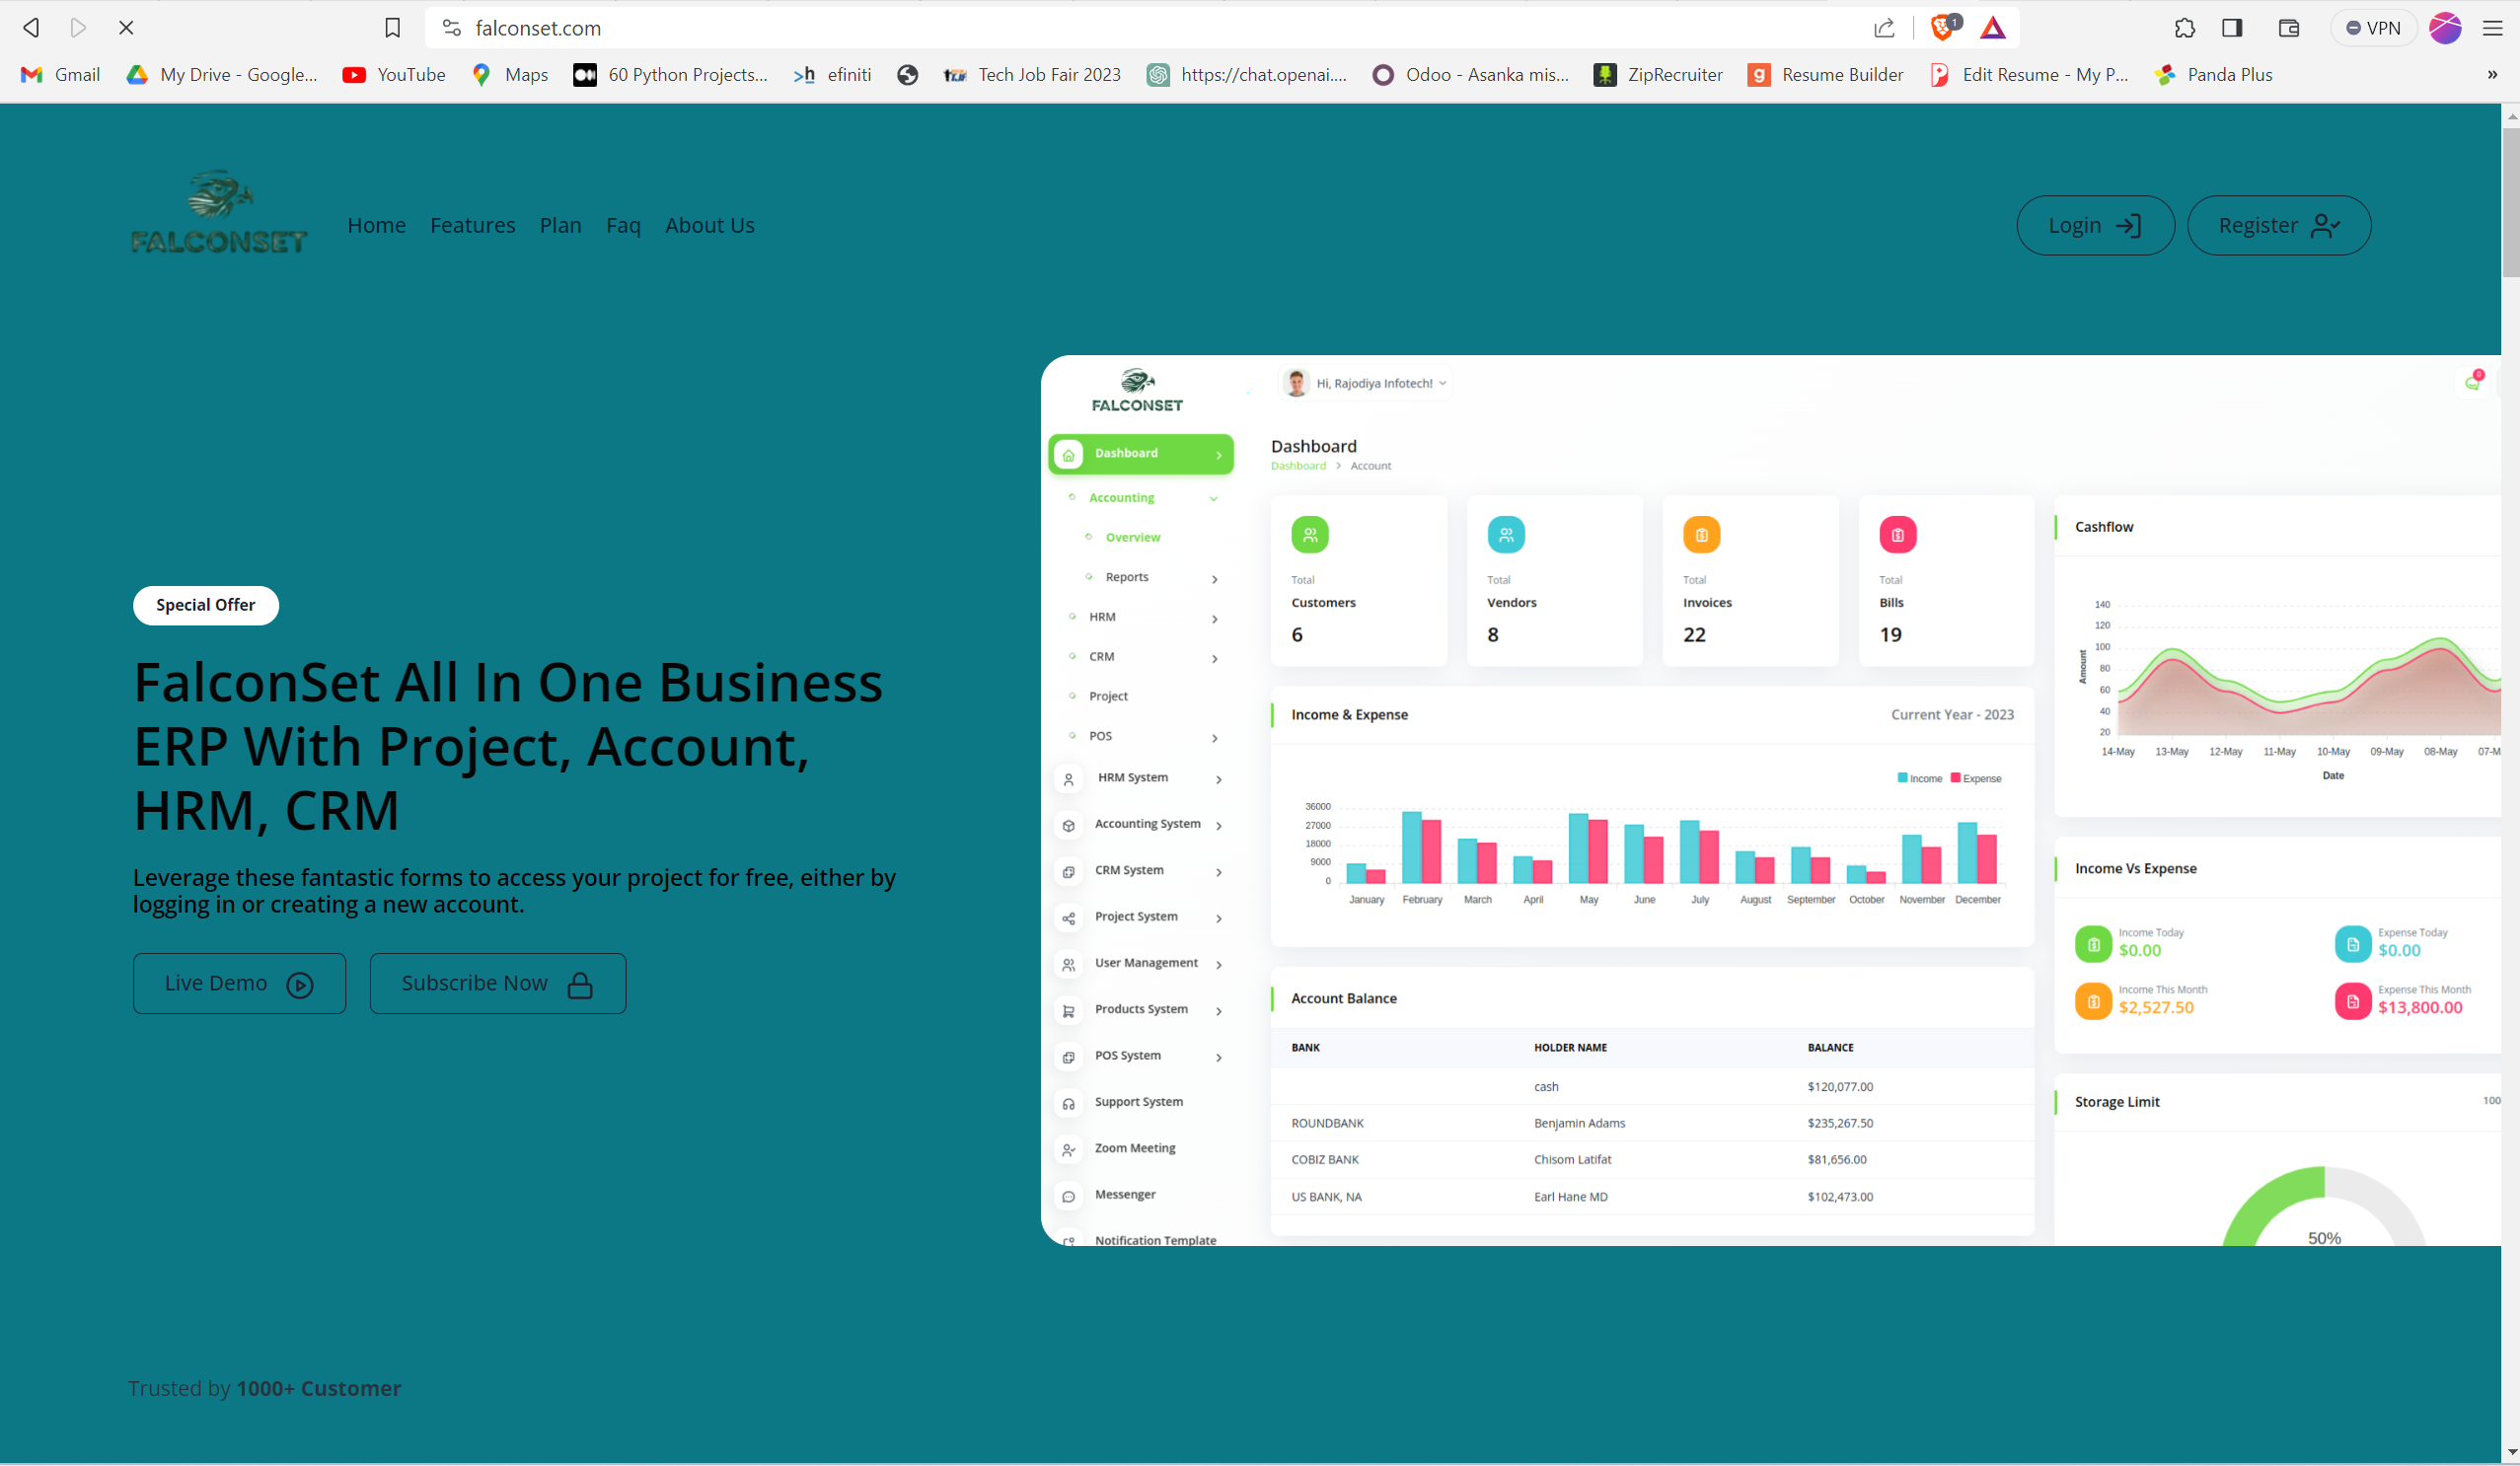 falconset.com
1
VPN
Gmail
My Drive - Google...
YouTube
Maps
60 Python Projects...
efiniti
Tech Job Fair 2023
https://chat.openai....
Odoo - Asanka mis...
ZipRecruiter
Resume Builder
Edit Resume - My P...
Panda Plus
»
FALCONSET
Home
Features
Plan
Faq
About Us
Login
Register
Special Offer
FalconSet All In One Business
ERP With Project, Account,
HRM, CRM
Leverage these fantastic forms to access your project for free, either by
logging in or creating a new account.
Live Demo
Subscribe Now
Trusted by 1000+ Customer
FALCONSET
Hi, Rajodiya Infotech!
0
Dashboard
Accounting
Overview
Reports
HRM
CRM
Project
POS
HRM System
Accounting System
CRM System
Project System
User Management
Products System
POS System
Support System
Zoom Meeting
Messenger
Notification Template
Dashboard
Dashboard > Account
Total
Customers
6
Total
Vendors
8
Total
Invoices
22
Total
Bills
19
Income & Expense
Current Year - 2023
Income Expense
36000
27000
18000
9000
0
January February March April May June July August September October November December
Account Balance
BANK HOLDER NAME BALANCE
cash $120,077.00
ROUNDBANK Benjamin Adams $235,267.50
COBIZ BANK Chisom Latifat $81,656.00
US BANK, NA Earl Hane MD $102,473.00
Cashflow
Amount
140
120
100
80
60
40
20
14-May 13-May 12-May 11-May 10-May 09-May 08-May 07-M
Date
Income Vs Expense
Income Today
$0.00
Expense Today
$0.00
Income This Month
$2,527.50
Expense This Month
$13,800.00
Storage Limit
100
50%